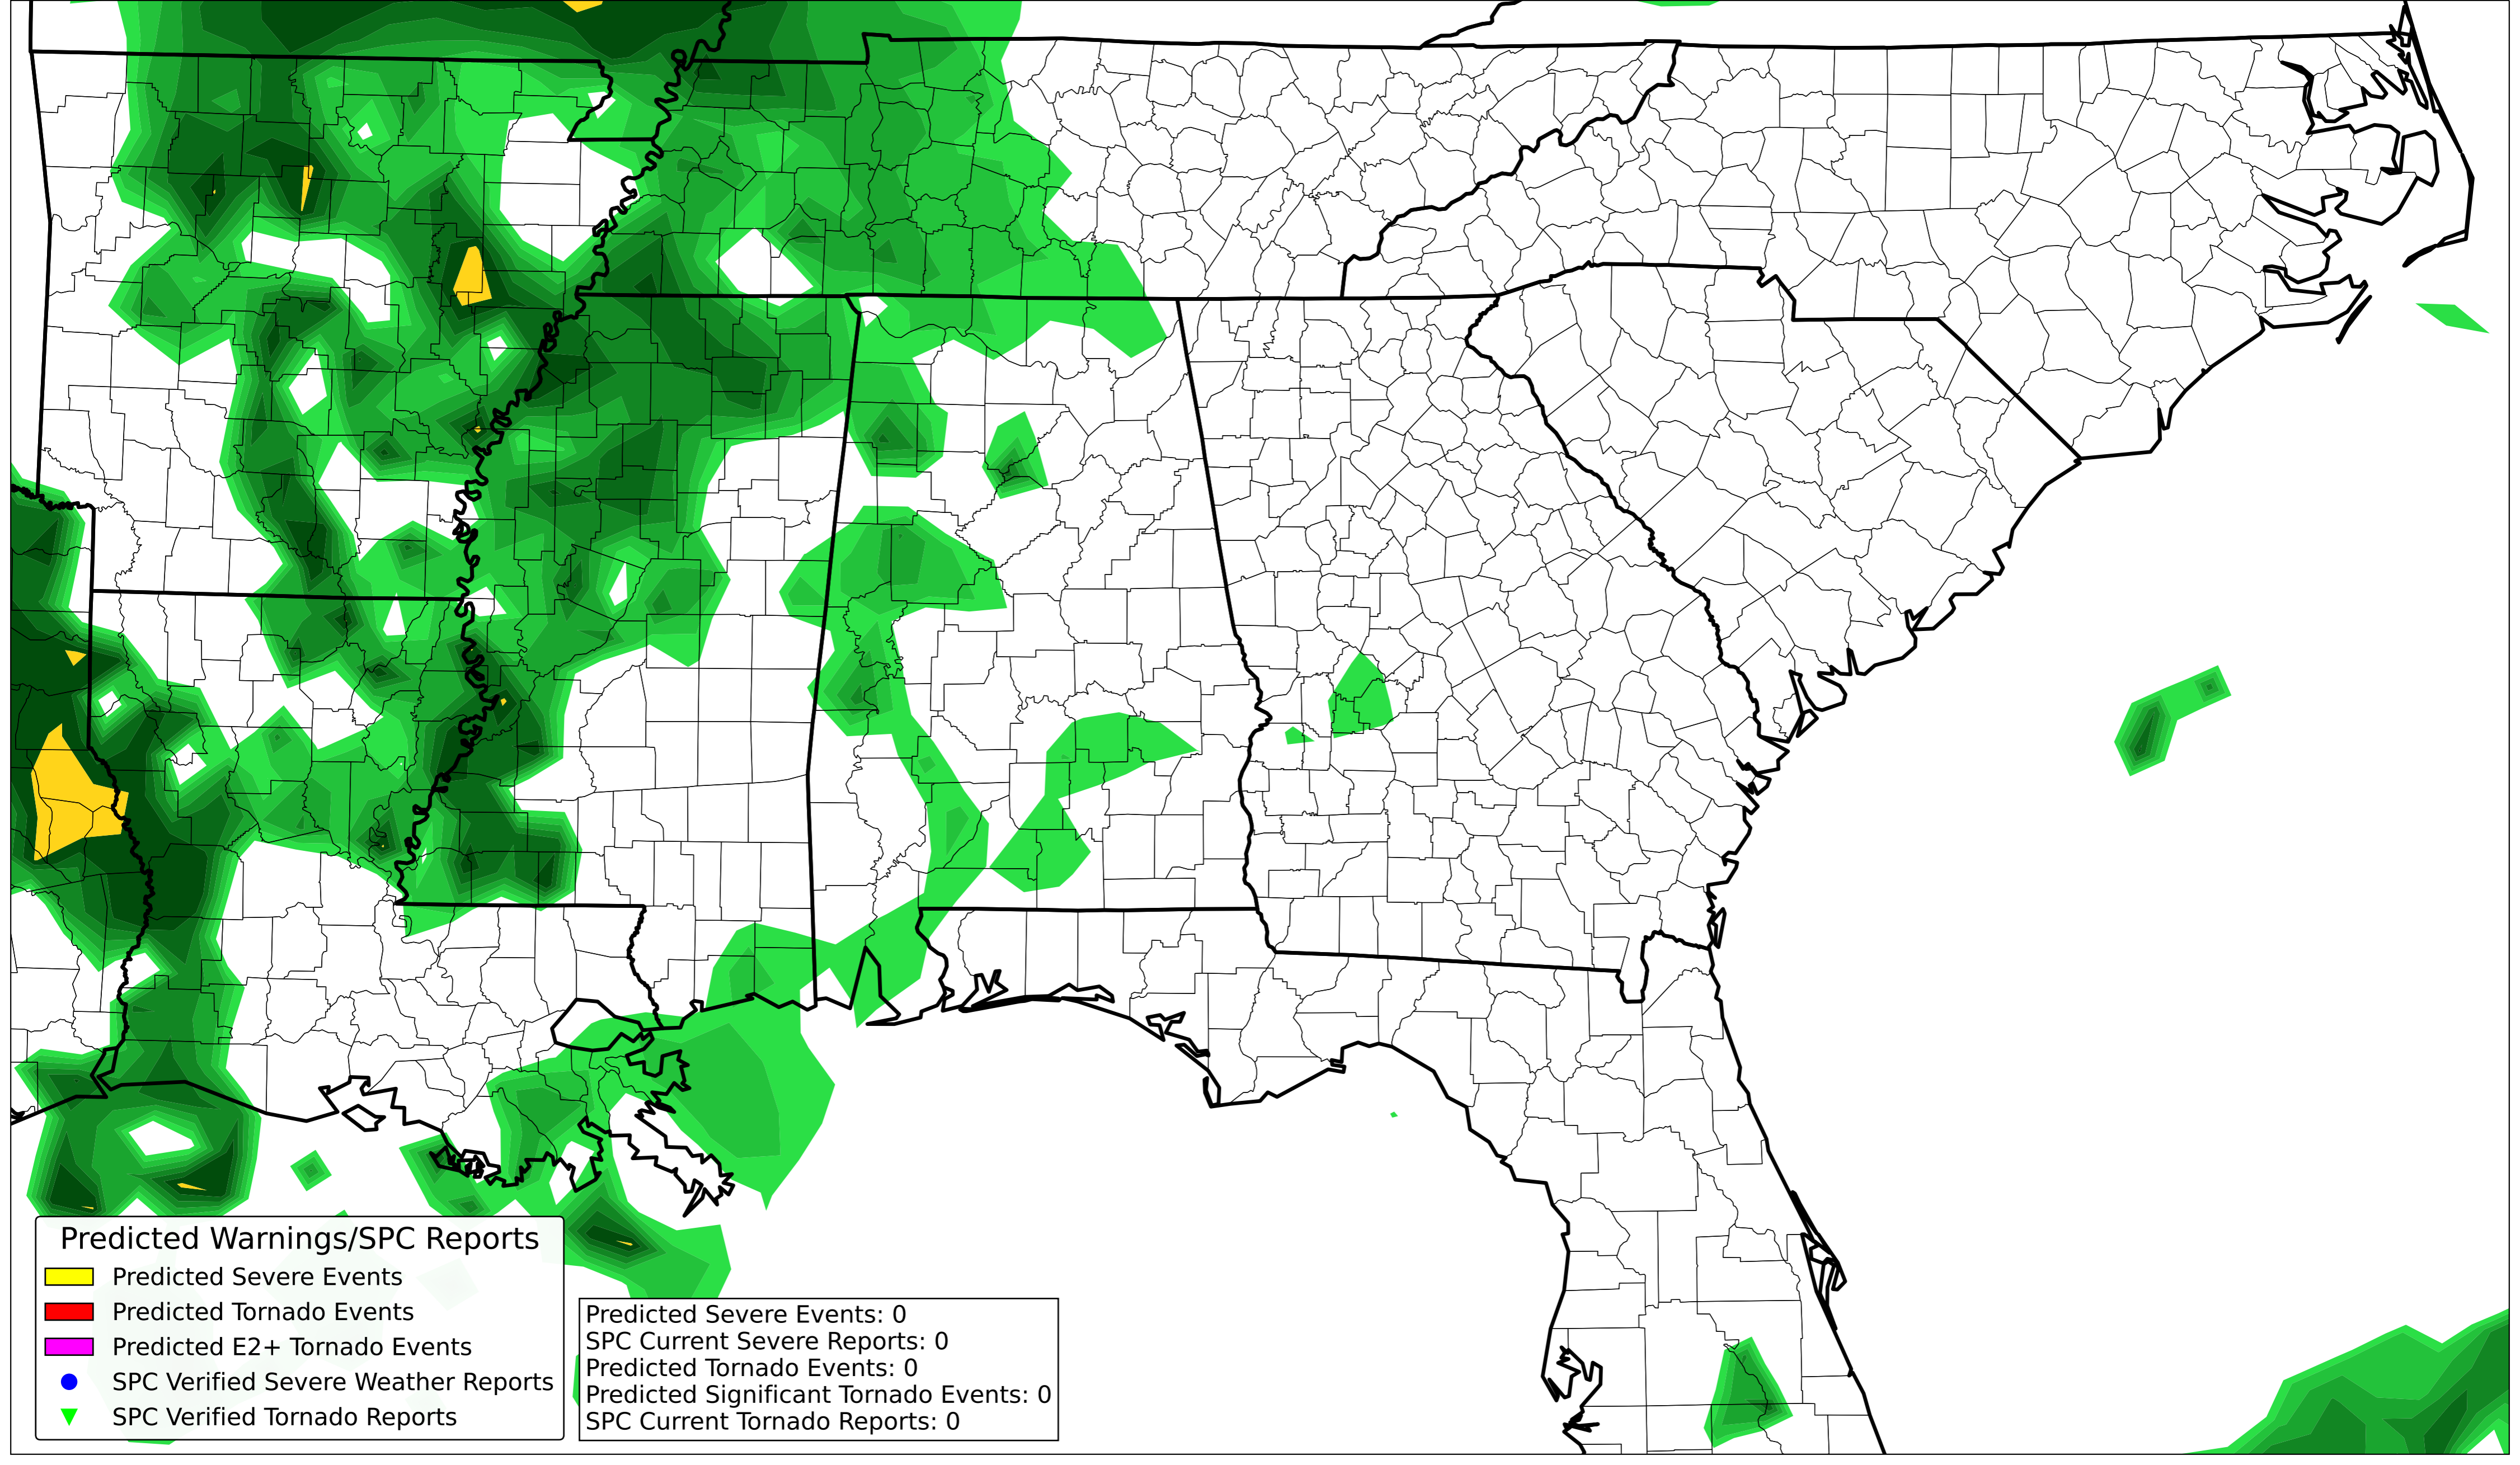 Predicted Warnings/SPC Reports
Predicted Severe Events
Predicted Tornado Events
Predicted E2+ Tornado Events
SPC Verified Severe Weather Reports
SPC Verified Tornado Reports
Predicted Severe Events: 0
SPC Current Severe Reports: 0
Predicted Tornado Events: 0
Predicted Significant Tornado Events: 0
SPC Current Tornado Reports: 0